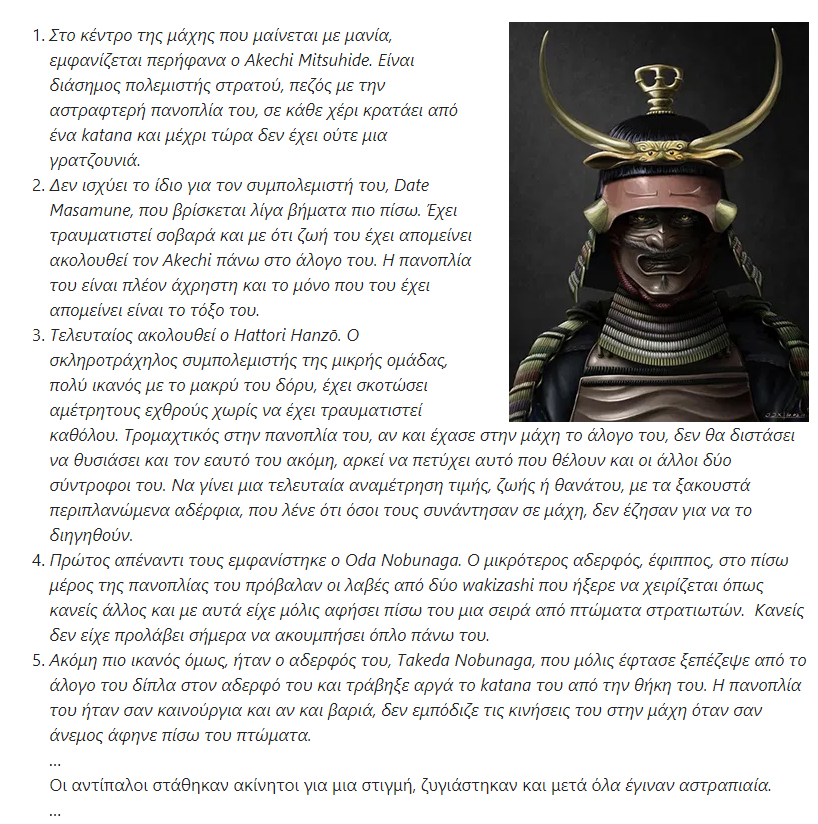 1. Στο κέντρο της μάχης που μαίνεται με μανία,
εμφανίζεται περήφανα ο Akechi Mitsuhide. Είναι
διάσημος πολεμιστής στρατού, πεζός με την
αστραφτερή πανοπλία του, σε κάθε χέρι κρατάει από
ένα katana και μέχρι τώρα δεν έχει ούτε μια
γρατζουνιά.
2. Δεν ισχύει το ίδιο για τον συμπολεμιστή του, Date
Masamune, που βρίσκεται λίγα βήματα πιο πίσω. Έχει
τραυματιστεί σοβαρά και με ότι ζωή του έχει απομείνει
ακολουθεί τον Akechi πάνω στο άλογο του. Η πανοπλία
του είναι πλέον άχρηστη και το μόνο που του έχει
απομείνει είναι το τόξο του.
3. Τελευταίος ακολουθεί ο Hattori Hanzō. Ο
σκληροτράχηλος συμπολεμιστής της μικρής ομάδας,
πολύ ικανός με το μακρύ του δόρυ, έχει σκοτώσει
αμέτρητους εχθρούς χωρίς να έχει τραυματιστεί
καθόλου. Τρομαχτικός στην πανοπλία του, αν και έχασε στην μάχη το άλογο του, δεν θα διστάσει
να θυσιάσει και τον εαυτό του ακόμη, αρκεί να πετύχει αυτό που θέλουν και οι άλλοι δύο
σύντροφοι του. Να γίνει μια τελευταία αναμέτρηση τιμής, ζωής ή θανάτου, με τα ξακουστά
περιπλανώμενα αδέρφια, που λένε ότι όσοι τους συνάντησαν σε μάχη, δεν έζησαν για να το
διηγηθούν.
4. Πρώτος απέναντι τους εμφανίστηκε ο Oda Nobunaga. Ο μικρότερος αδερφός, έφιππος, στο πίσω
μέρος της πανοπλίας του πρόβαλαν οι λαβές από δύο wakizashi που ήξερε να χειρίζεται όπως
κανείς άλλος και με αυτά είχε μόλις αφήσει πίσω του μια σειρά από πτώματα στρατιωτών. Κανείς
δεν είχε προλάβει σήμερα να ακουμπήσει όπλο πάνω του.
5. Ακόμη πιο ικανός όμως, ήταν ο αδερφός του, Takeda Nobunaga, που μόλις έφτασε ξεπέζεψε από το
άλογο του δίπλα στον αδερφό του και τράβηξε αργά το katana του από την θήκη του. Η πανοπλία
του ήταν σαν καινούργια και αν και βαριά, δεν εμπόδιζε τις κινήσεις του στην μάχη όταν σαν
άνεμος άφηνε πίσω του πτώματα.
...
Οι αντίπαλοι στάθηκαν ακίνητοι για μια στιγμή, ζυγιάστηκαν και μετά όλα έγιναν αστραπιαία.
...